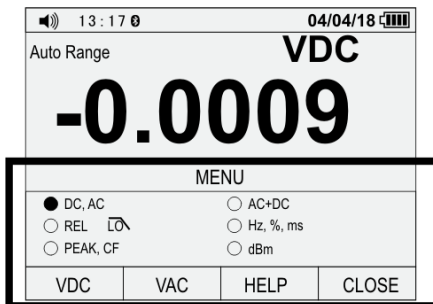 13:17 04/04/18
Auto Range VDC
-0.0009
MENU
DC, AC AC+DC
REL LO Hz, %, ms
PEAK, CF dBm
VDC VAC HELP CLOSE